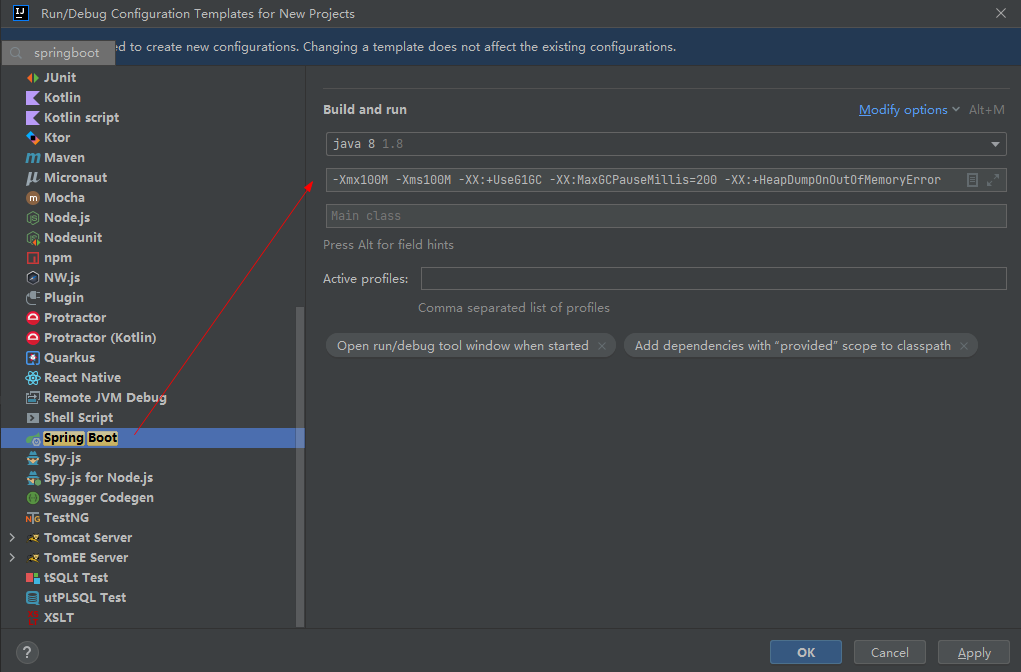 Run/Debug Configuration Templates for New Projects
springboot
ed to create new configurations. Changing a template does not affect the existing configurations.
JUnit
Kotlin
Kotlin script
Ktor
Maven
Micronaut
Mocha
Node.js
Nodeunit
npm
NW.js
Plugin
Protractor
Protractor (Kotlin)
Quarkus
React Native
Remote JVM Debug
Shell Script
Spring Boot
Spy-js
Spy-js for Node.js
Swagger Codegen
TestNG
Tomcat Server
TomEE Server
tSQLt Test
utPLSQL Test
XSLT
Build and run
Modify options Alt+M
java 8 1.8
-Xmx100M -Xms100M -XX:+UseG1GC -XX:MaxGCPauseMillis=200 -XX:+HeapDumpOnOutOfMemoryError
Main class
Press Alt for field hints
Active profiles:
Comma separated list of profiles
Open run/debug tool window when started
Add dependencies with “provided” scope to classpath
?
OK
Cancel
Apply